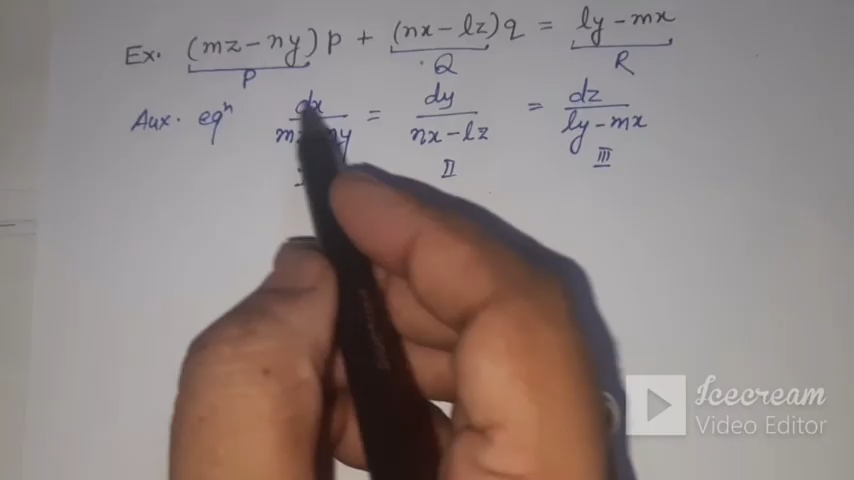 Ex. (mz-ny)p + (nx-lz)q = ly-mx
P Q R
Aux. eqⁿ dx = dy = dz
nx-lz ly-mx
II III
Icecream
Video Editor